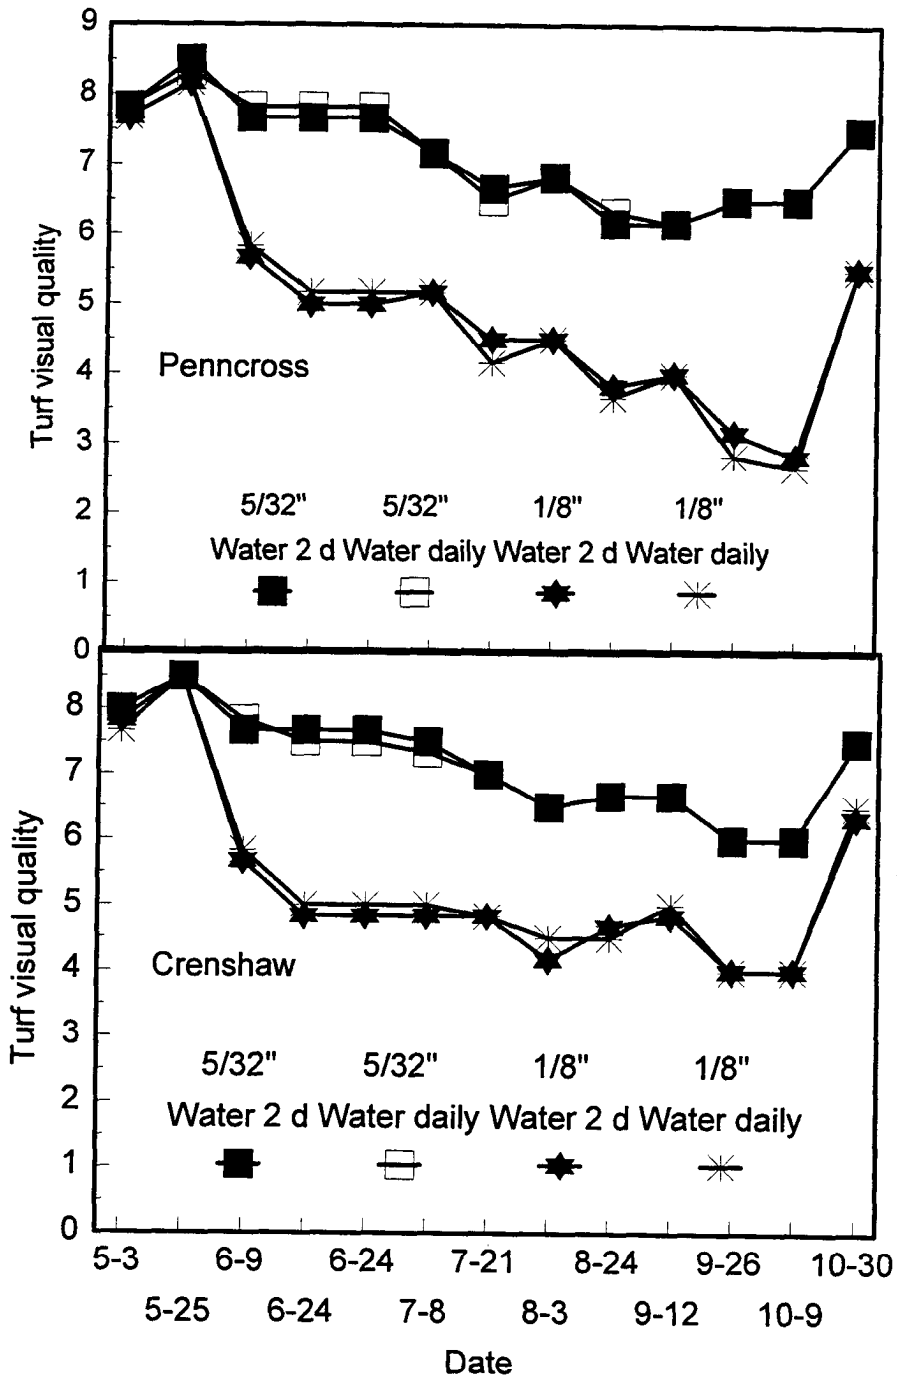 9
8
7
6
5
4
3
2
1
0
Turf visual quality
Penncross
5/32" 5/32" 1/8" 1/8"
Water 2 d Water daily Water 2 d Water daily
8
7
6
5
4
3
2
1
0
Turf visual quality
Crenshaw
5/32" 5/32" 1/8" 1/8"
Water 2 d Water daily Water 2 d Water daily
5-3 6-9 6-24 7-21 8-24 9-26 10-30
5-25 6-24 7-8 8-3 9-12 10-9
Date